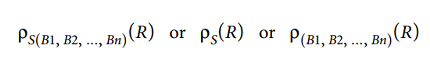 ρS(B1, B2, ..., Bn)(R) or ρS(R) or ρ(B1, B2, ..., Bn)(R)